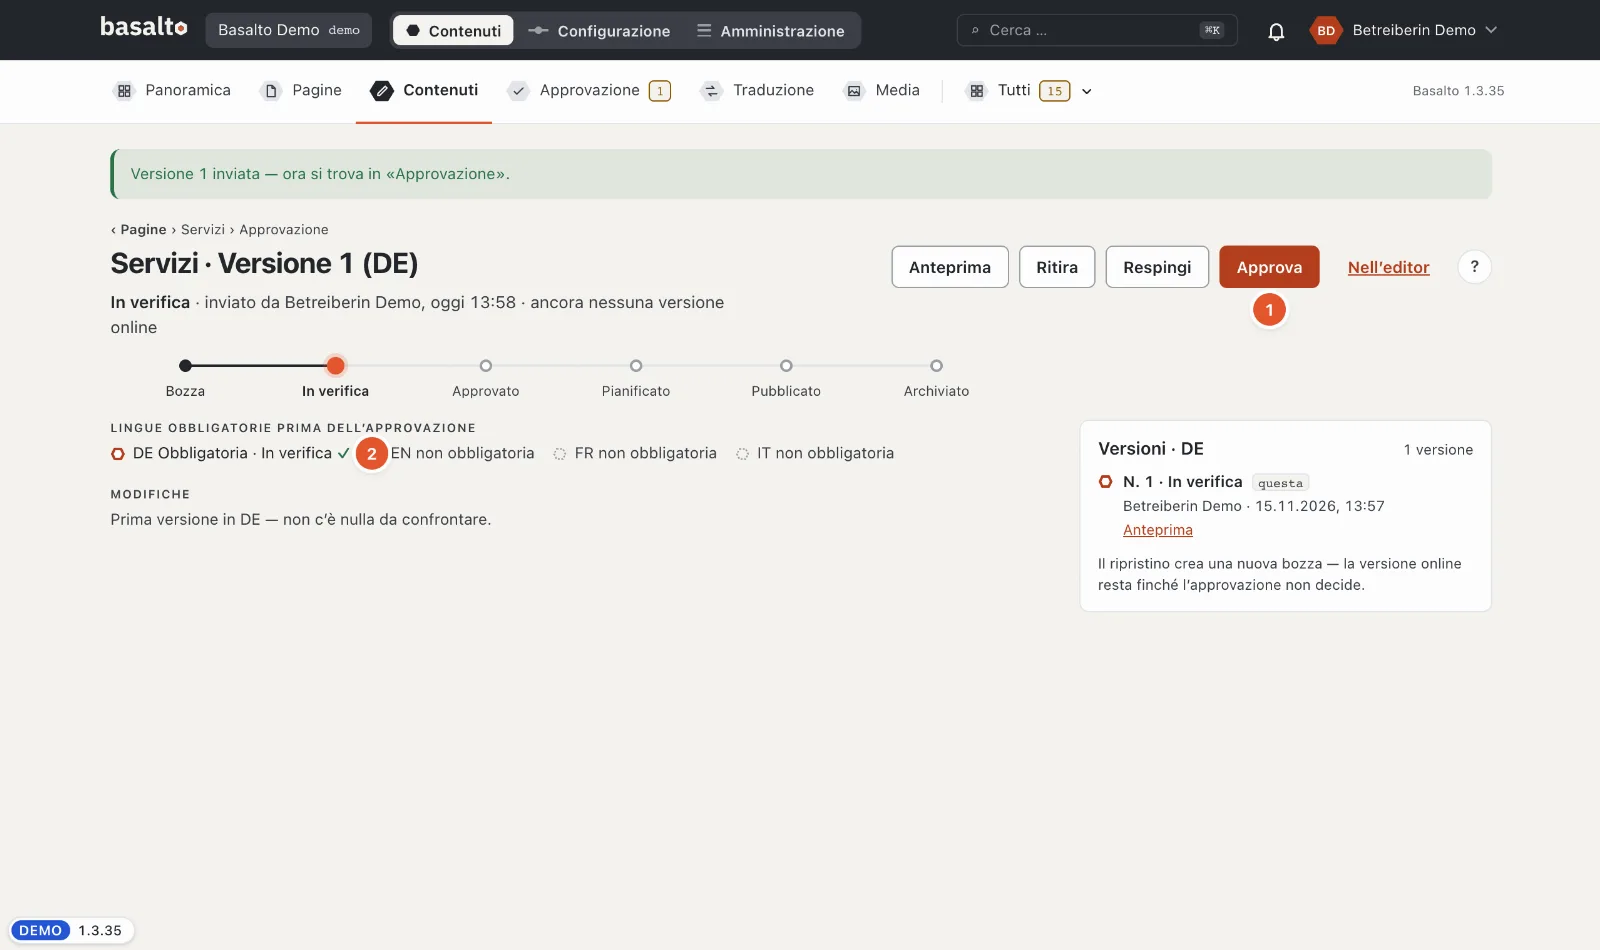 basalto
Basalto Demo demo
Contenuti
Configurazione
Amministrazione
Cerca ...
⌘K
BD
Betreiberin Demo
Panoramica
Pagine
Contenuti
Approvazione 1
Traduzione
Media
Tutti 15
Basalto 1.3.35
Versione 1 inviata — ora si trova in «Approvazione».
‹ Pagine › Servizi › Approvazione
Servizi · Versione 1 (DE)
Anteprima
Ritira
Respingi
Approva
Nell'editor
?
1
In verifica · inviato da Betreiberin Demo, oggi 13:58 · ancora nessuna versione
online
Bozza
In verifica
Approvato
Pianificato
Pubblicato
Archiviato
LINGUE OBBLIGATORIE PRIMA DELL'APPROVAZIONE
DE Obbligatoria · In verifica ✓ 2 EN non obbligatoria FR non obbligatoria IT non obbligatoria
MODIFICHE
Prima versione in DE — non c'è nulla da confrontare.
Versioni · DE
1 versione
N. 1 · In verifica questa
Betreiberin Demo · 15.11.2026, 13:57
Anteprima
Il ripristino crea una nuova bozza — la versione online
resta finché l'approvazione non decide.
DEMO 1.3.35